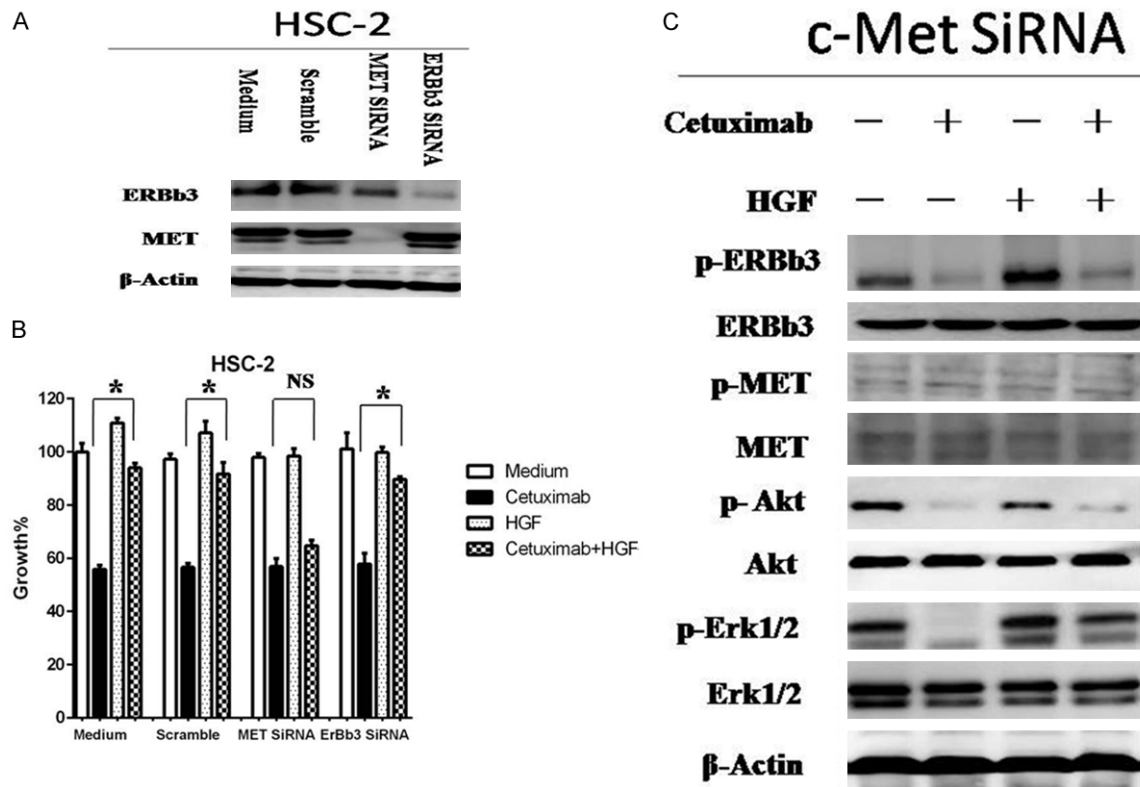 A
HSC-2
Medium
Scramble
MET SiRNA
ERBb3 SiRNA
ERBb3
MET
β-Actin
B
HSC-2
120
100
80
60
40
20
0
Growth%
* * NS *
Medium
Cetuximab
HGF
Cetuximab+HGF
Medium Scramble MET SiRNA ErBb3 SiRNA
C
c-Met SiRNA
Cetuximab − + − +
HGF − − + +
p-ERBb3
ERBb3
p-MET
MET
p- Akt
Akt
p-Erk1/2
Erk1/2
β-Actin